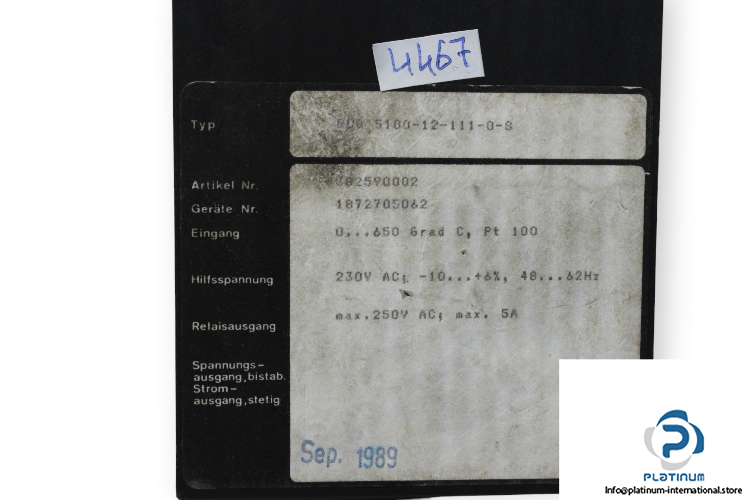 4467
Typ
5100-12-111-0-S
Artikel Nr. 082590002
Geräte Nr. 1872705062
Eingang 0...650 Grad C, Pt 100
Hilfsspannung 230V AC; -10...+6%, 48...62Hz
Relaisausgang max.250V AC; max. 5A
Spannungs-
ausgang,bistab.
Strom-
ausgang,stetig
Sep. 1989
PLATINUM
Info@platinum-international.store